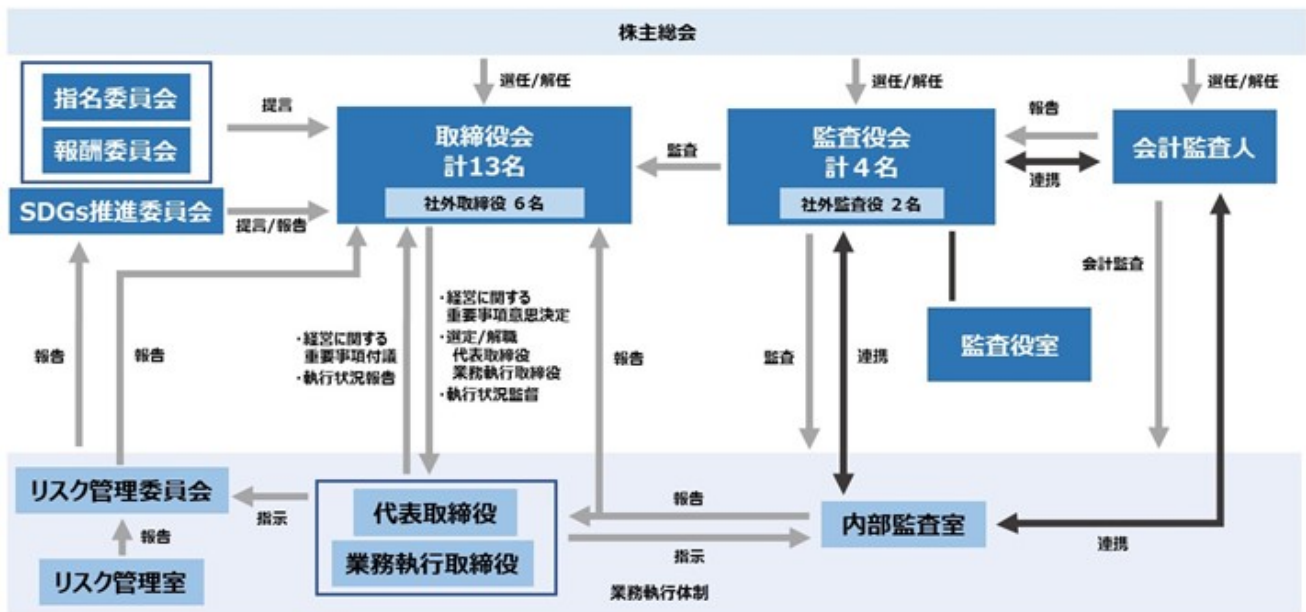 株主総会
選任/解任
選任/解任
選任/解任
指名委員会
報酬委員会
提言
取締役会
計13名
社外取締役 6名
監査
監査役会
計4名
社外監査役 2名
報告
連携
会計監査人
SDGs推進委員会
提言/報告
会計監査
・経営に関する
重要事項意思決定
・選定/解職
代表取締役
業務執行取締役
・執行状況監督
・経営に関する
重要事項付議
・執行状況報告
報告
報告
報告
監査
連携
監査役室
リスク管理委員会
指示
代表取締役
業務執行取締役
報告
指示
内部監査室
連携
報告
リスク管理室
業務執行体制